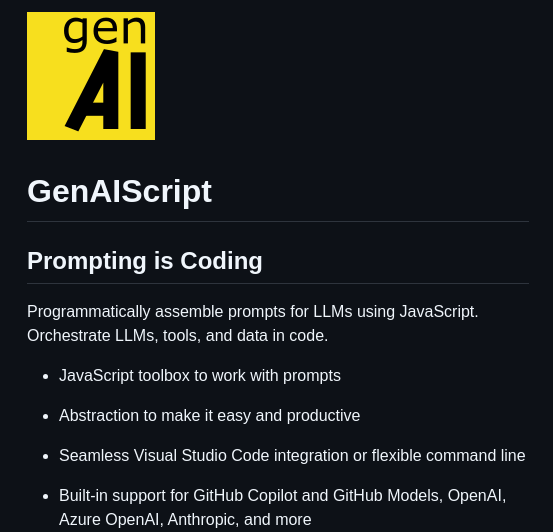 gen
AI
GenAIScript
Prompting is Coding
Programmatically assemble prompts for LLMs using JavaScript.
Orchestrate LLMs, tools, and data in code.
JavaScript toolbox to work with prompts
Abstraction to make it easy and productive
Seamless Visual Studio Code integration or flexible command line
Built-in support for GitHub Copilot and GitHub Models, OpenAI,
Azure OpenAI, Anthropic, and more